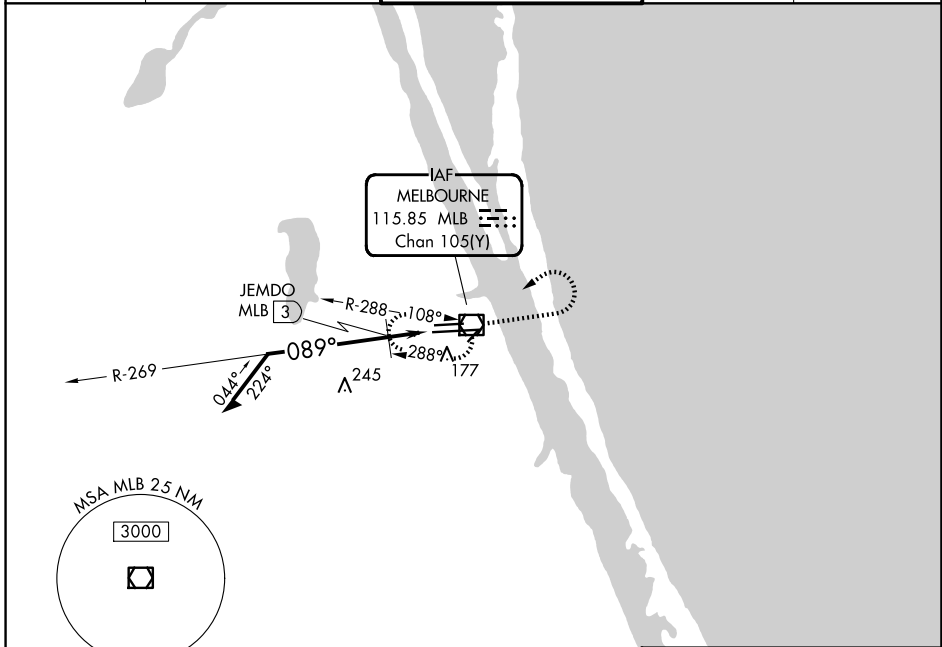 IAF
MELBOURNE
115.85 MLB
Chan 105(Y)
JEMDO
MLB 3
R-288
108°
089°
288°
177
R-269
044°
224°
245
MSA MLB 25 NM
3000